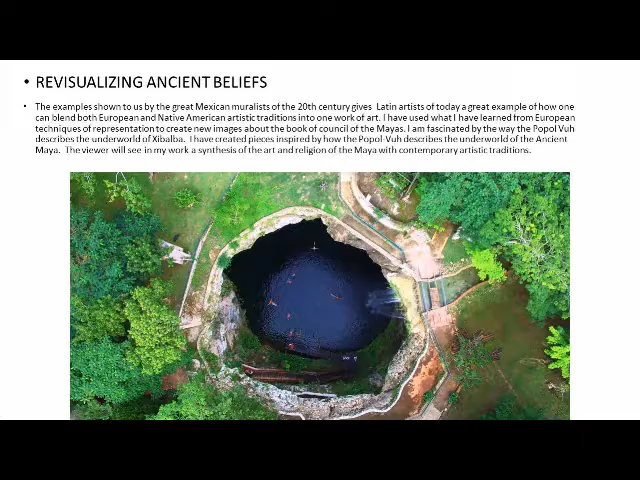 • REVISUALIZING ANCIENT BELIEFS
• The examples shown to us by the great Mexican muralists of the 20th century gives  Latin artists of today a great example of how one
can blend both European and Native American artistic traditions into one work of art. I have used what I have learned from European
techniques of representation to create new images about the book of council of the Mayas. I am fascinated by the way the Popol Vuh
describes the underworld of Xibalba.  I have created pieces inspired by how the Popol-Vuh describes the underworld of the Ancient
Maya.  The viewer will see in my work a synthesis of the art and religion of the Maya with contemporary artistic traditions.